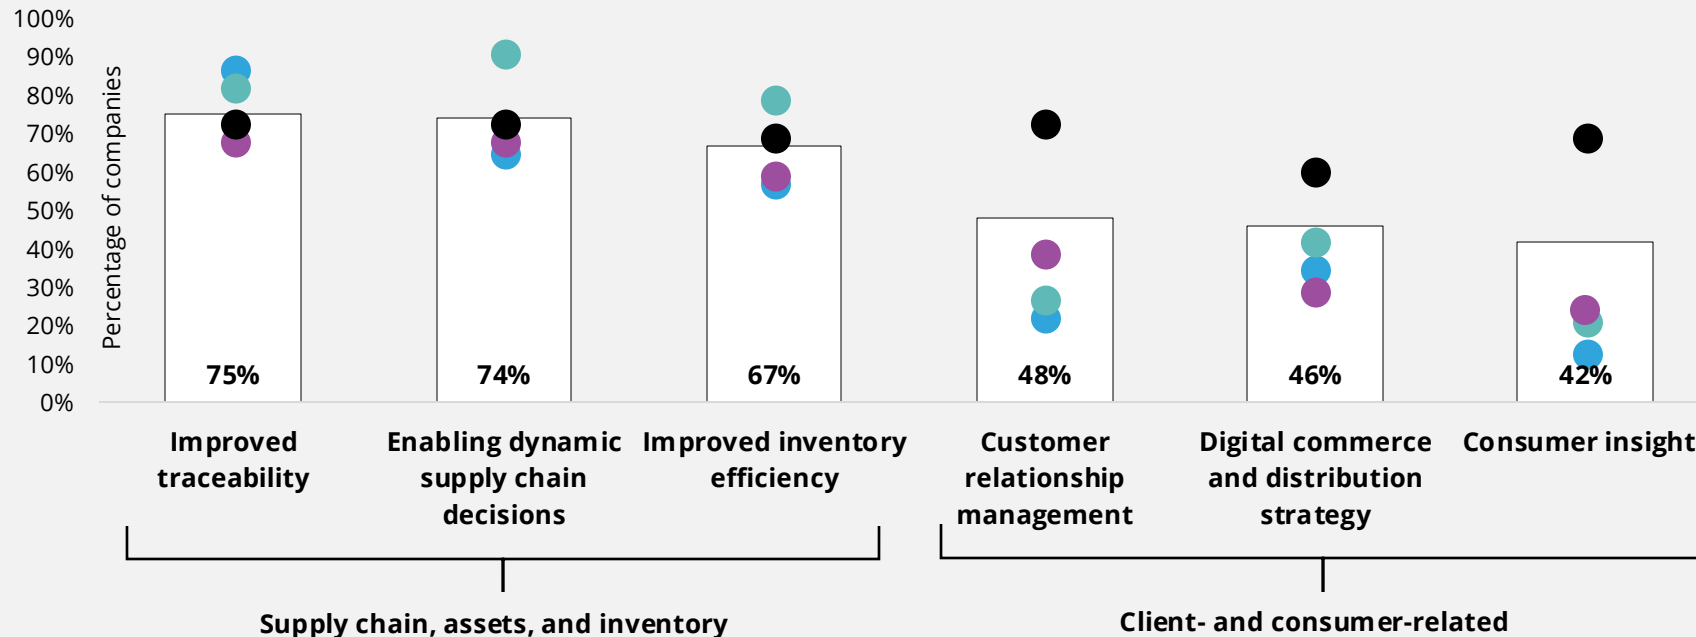 100%
90%
80%
70%
60%
50%
40%
30%
20%
10%
0%
Percentage of companies
75%
74%
67%
48%
46%
42%
Improved
traceability
Enabling dynamic
supply chain
decisions
Improved inventory
efficiency
Customer
relationship
management
Digital commerce
and distribution
strategy
Consumer insight
Supply chain, assets, and inventory
Client- and consumer-related